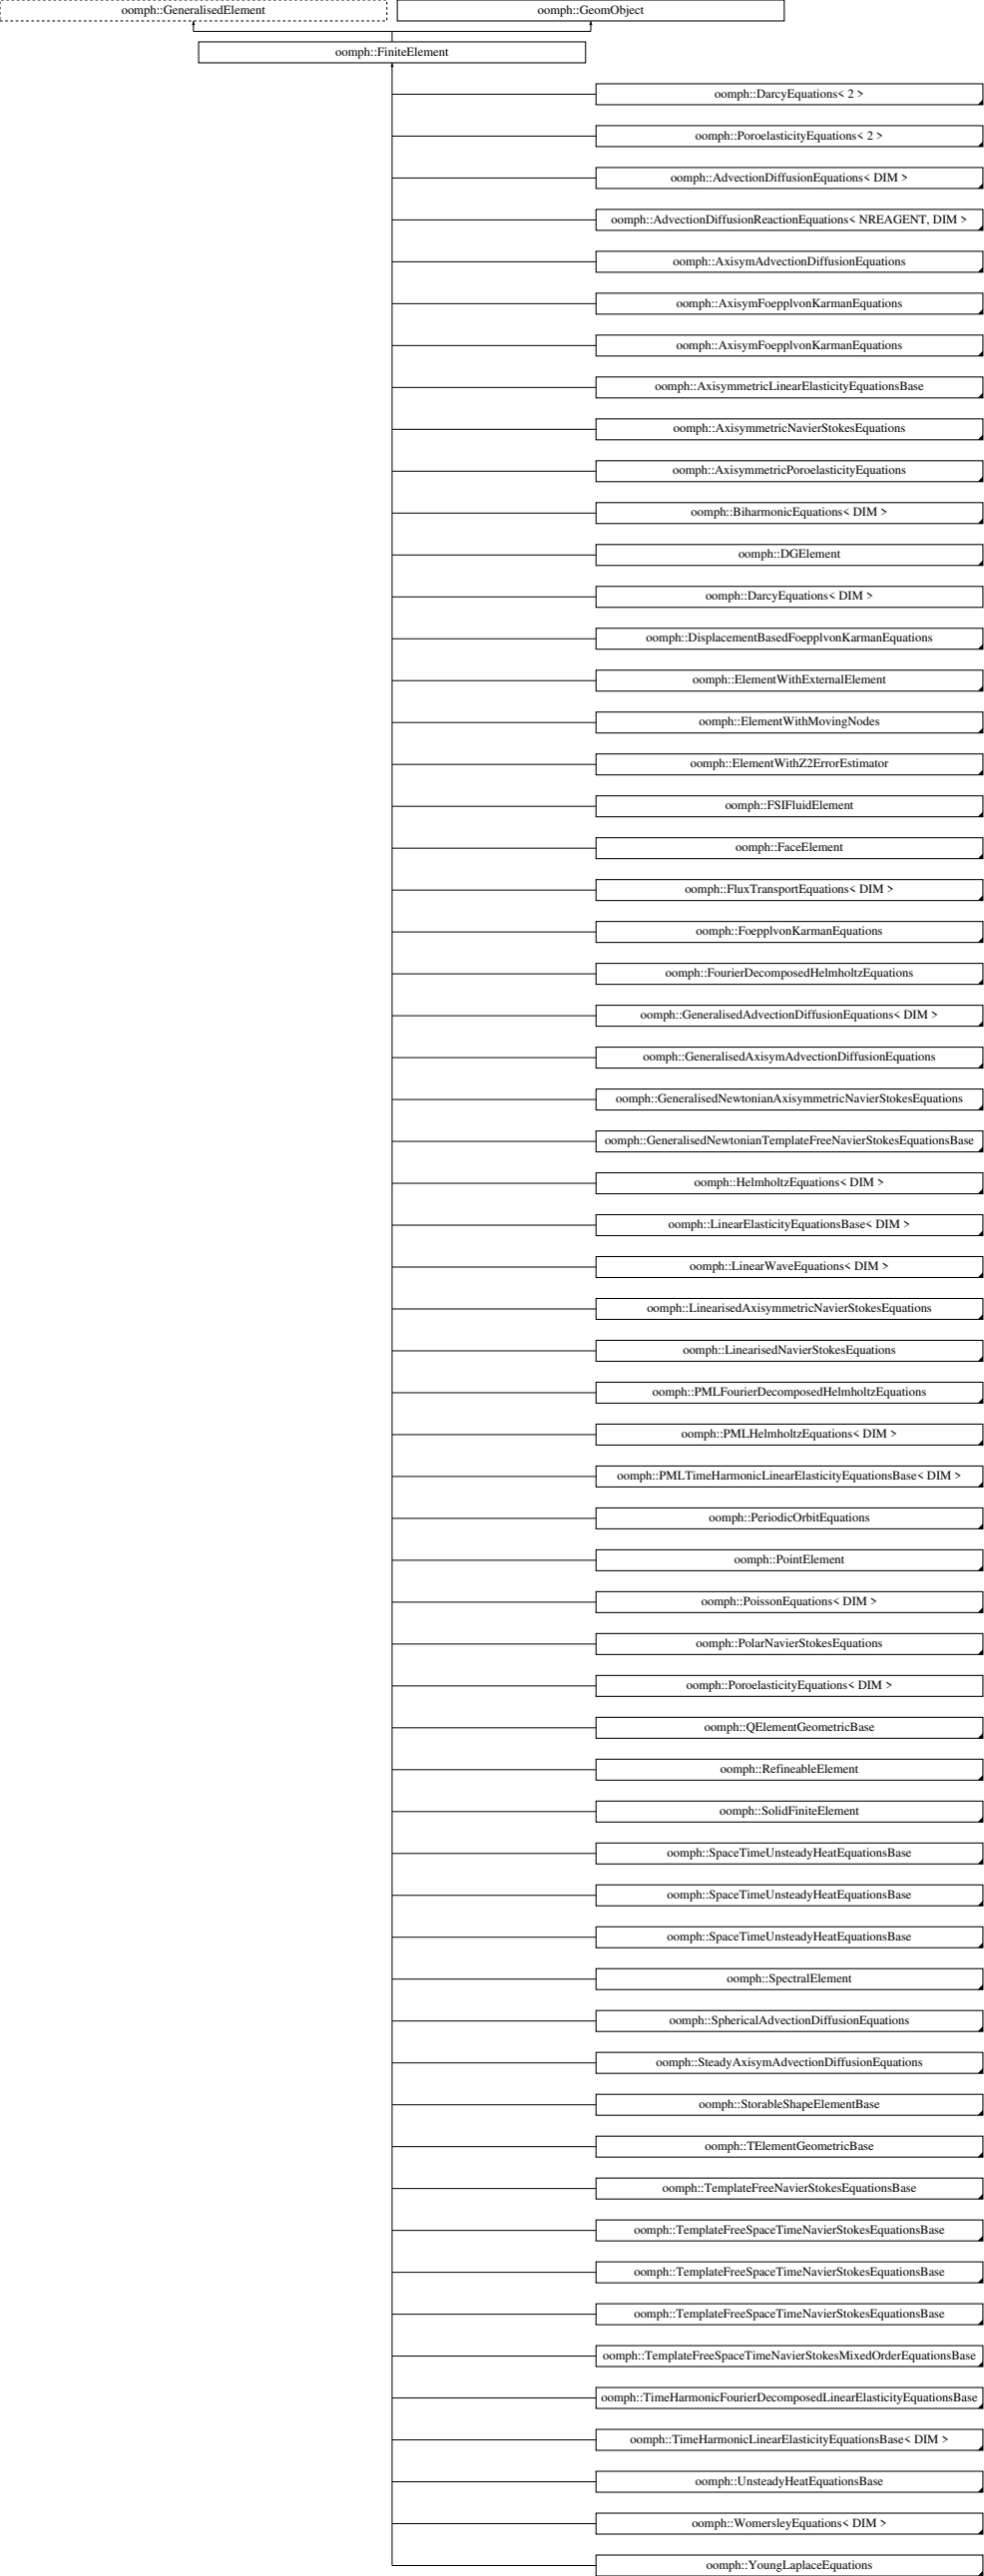 oomph::GeneralisedElement
oomph::GeomObject
oomph::FiniteElement
oomph::DarcyEquations< 2 >
oomph::PoroelasticityEquations< 2 >
oomph::AdvectionDiffusionEquations< DIM >
oomph::AdvectionDiffusionReactionEquations< NREAGENT, DIM >
oomph::AxisymAdvectionDiffusionEquations
oomph::AxisymFoepplvonKarmanEquations
oomph::AxisymFoepplvonKarmanEquations
oomph::AxisymmetricLinearElasticityEquationsBase
oomph::AxisymmetricNavierStokesEquations
oomph::AxisymmetricPoroelasticityEquations
oomph::BiharmonicEquations< DIM >
oomph::DGElement
oomph::DarcyEquations< DIM >
oomph::DisplacementBasedFoepplvonKarmanEquations
oomph::ElementWithExternalElement
oomph::ElementWithMovingNodes
oomph::ElementWithZ2ErrorEstimator
oomph::FSIFluidElement
oomph::FaceElement
oomph::FluxTransportEquations< DIM >
oomph::FoepplvonKarmanEquations
oomph::FourierDecomposedHelmholtzEquations
oomph::GeneralisedAdvectionDiffusionEquations< DIM >
oomph::GeneralisedAxisymAdvectionDiffusionEquations
oomph::GeneralisedNewtonianAxisymmetricNavierStokesEquations
oomph::GeneralisedNewtonianTemplateFreeNavierStokesEquationsBase
oomph::HelmholtzEquations< DIM >
oomph::LinearElasticityEquationsBase< DIM >
oomph::LinearWaveEquations< DIM >
oomph::LinearisedAxisymmetricNavierStokesEquations
oomph::LinearisedNavierStokesEquations
oomph::PMLFourierDecomposedHelmholtzEquations
oomph::PMLHelmholtzEquations< DIM >
oomph::PMLTimeHarmonicLinearElasticityEquationsBase< DIM >
oomph::PeriodicOrbitEquations
oomph::PointElement
oomph::PoissonEquations< DIM >
oomph::PolarNavierStokesEquations
oomph::PoroelasticityEquations< DIM >
oomph::QElementGeometricBase
oomph::RefineableElement
oomph::SolidFiniteElement
oomph::SpaceTimeUnsteadyHeatEquationsBase
oomph::SpaceTimeUnsteadyHeatEquationsBase
oomph::SpaceTimeUnsteadyHeatEquationsBase
oomph::SpectralElement
oomph::SphericalAdvectionDiffusionEquations
oomph::SteadyAxisymAdvectionDiffusionEquations
oomph::StorableShapeElementBase
oomph::TElementGeometricBase
oomph::TemplateFreeNavierStokesEquationsBase
oomph::TemplateFreeSpaceTimeNavierStokesEquationsBase
oomph::TemplateFreeSpaceTimeNavierStokesEquationsBase
oomph::TemplateFreeSpaceTimeNavierStokesEquationsBase
oomph::TemplateFreeSpaceTimeNavierStokesMixedOrderEquationsBase
oomph::TimeHarmonicFourierDecomposedLinearElasticityEquationsBase
oomph::TimeHarmonicLinearElasticityEquationsBase< DIM >
oomph::UnsteadyHeatEquationsBase
oomph::WomersleyEquations< DIM >
oomph::YoungLaplaceEquations